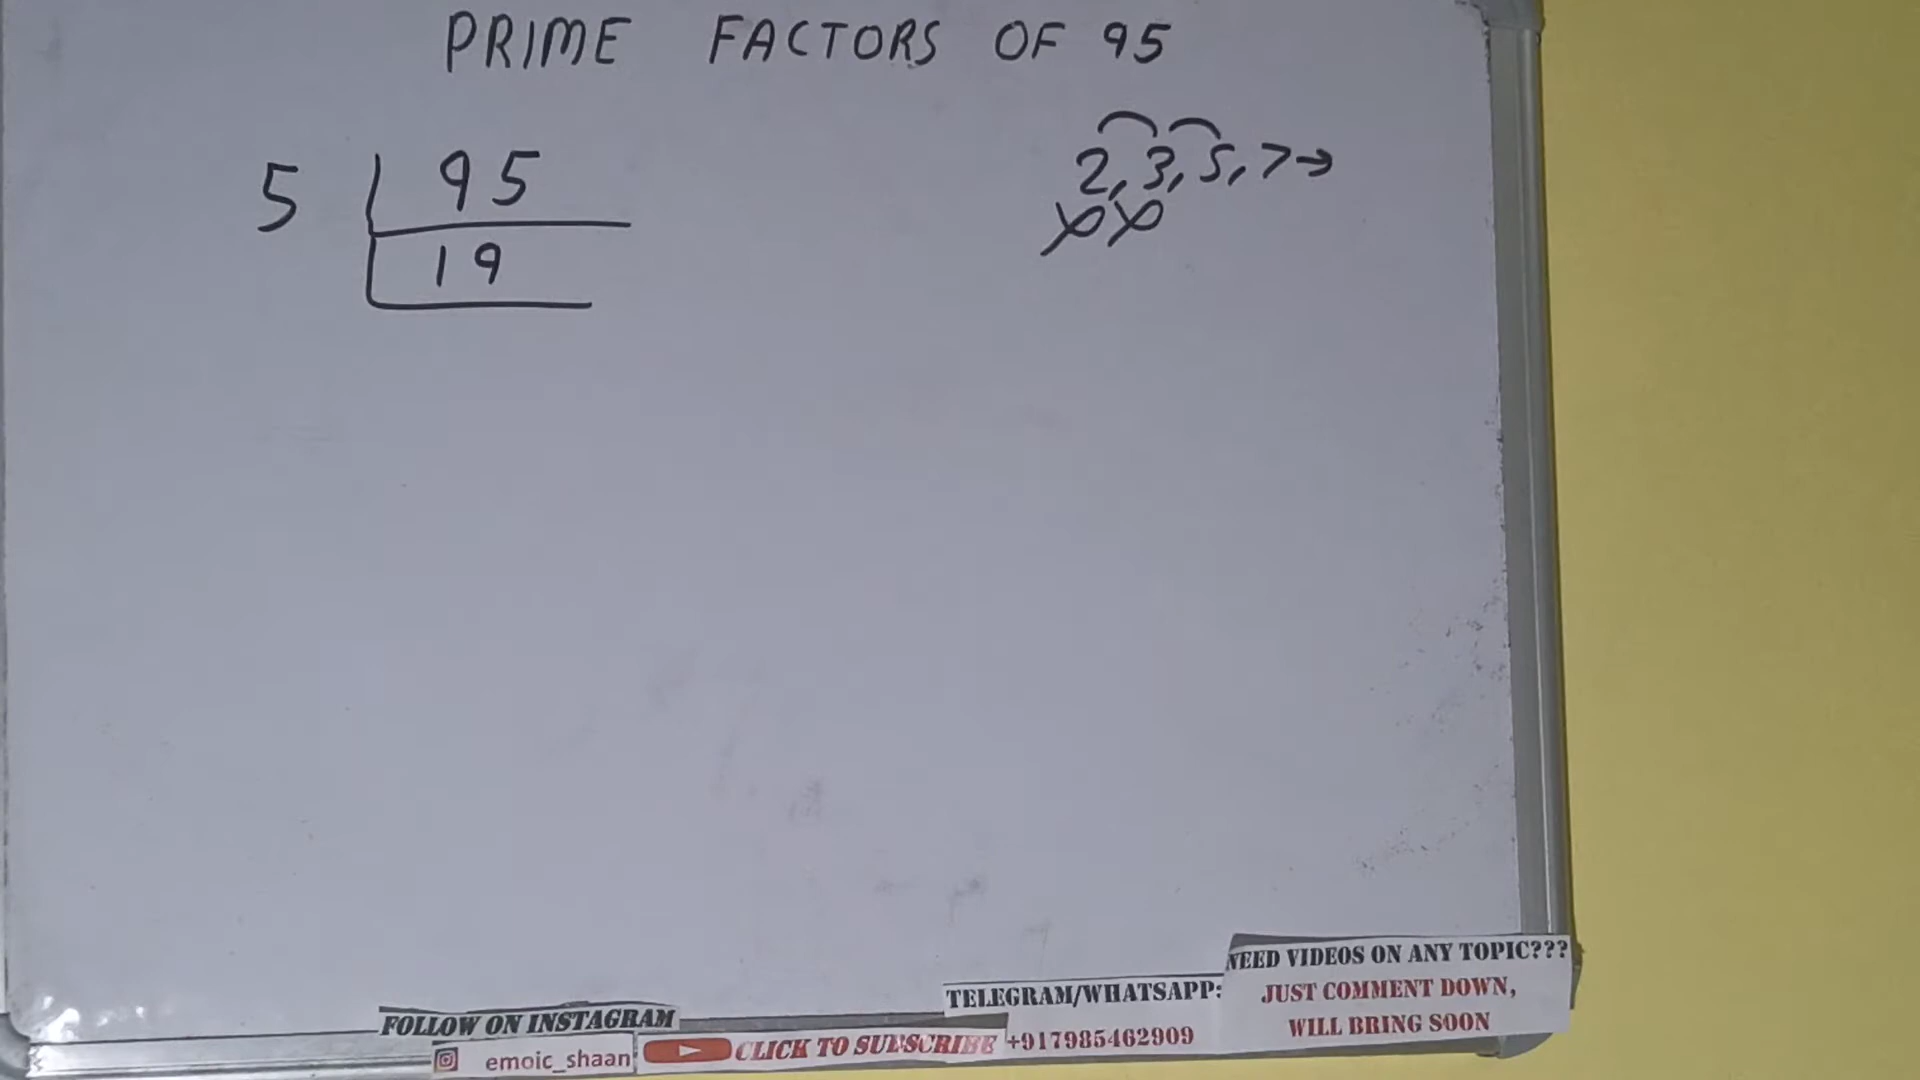 PRIME FACTORS OF 95
5 95
19
2, 3, 5, 7→
NEED VIDEOS ON ANY TOPIC???
JUST COMMENT DOWN,
WILL BRING SOON
TELEGRAM/WHATSAPP:
+917985462909
FOLLOW ON INSTAGRAM
emoic_shaan
CLICK TO SUBSCRIBE